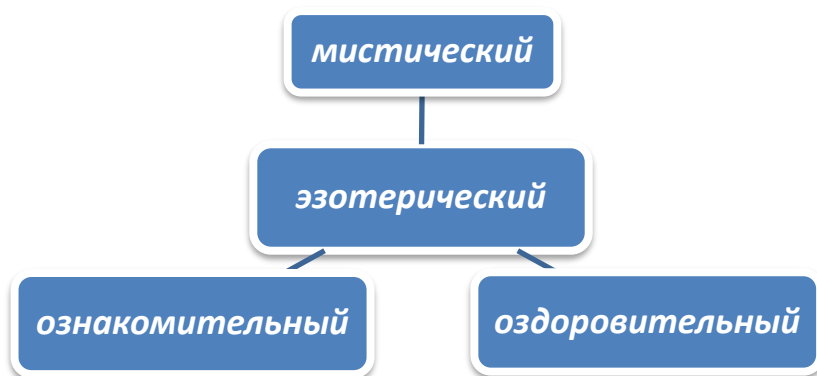 мистический
эзотерический
ознакомительный
оздоровительный